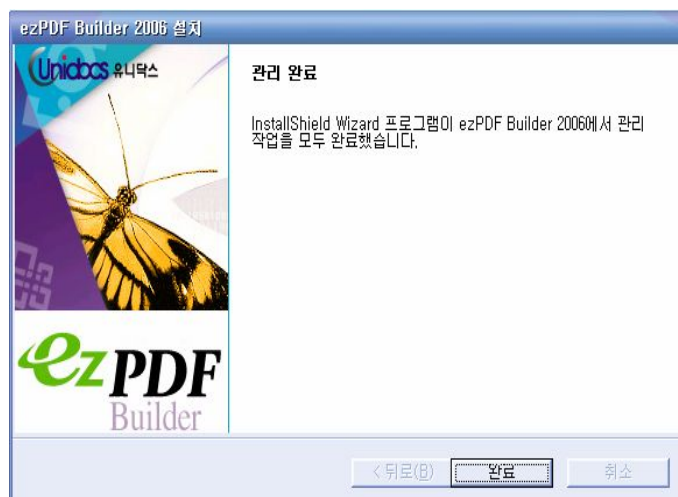 ezPDF Builder 2006 설치
Unidocs 유니닥스
관리 완료
InstallShield Wizard 프로그램이 ezPDF Builder 2006에서 관리
작업을 모두 완료했습니다.
ezPDF
Builder
< 뒤로(B)
완료
취소